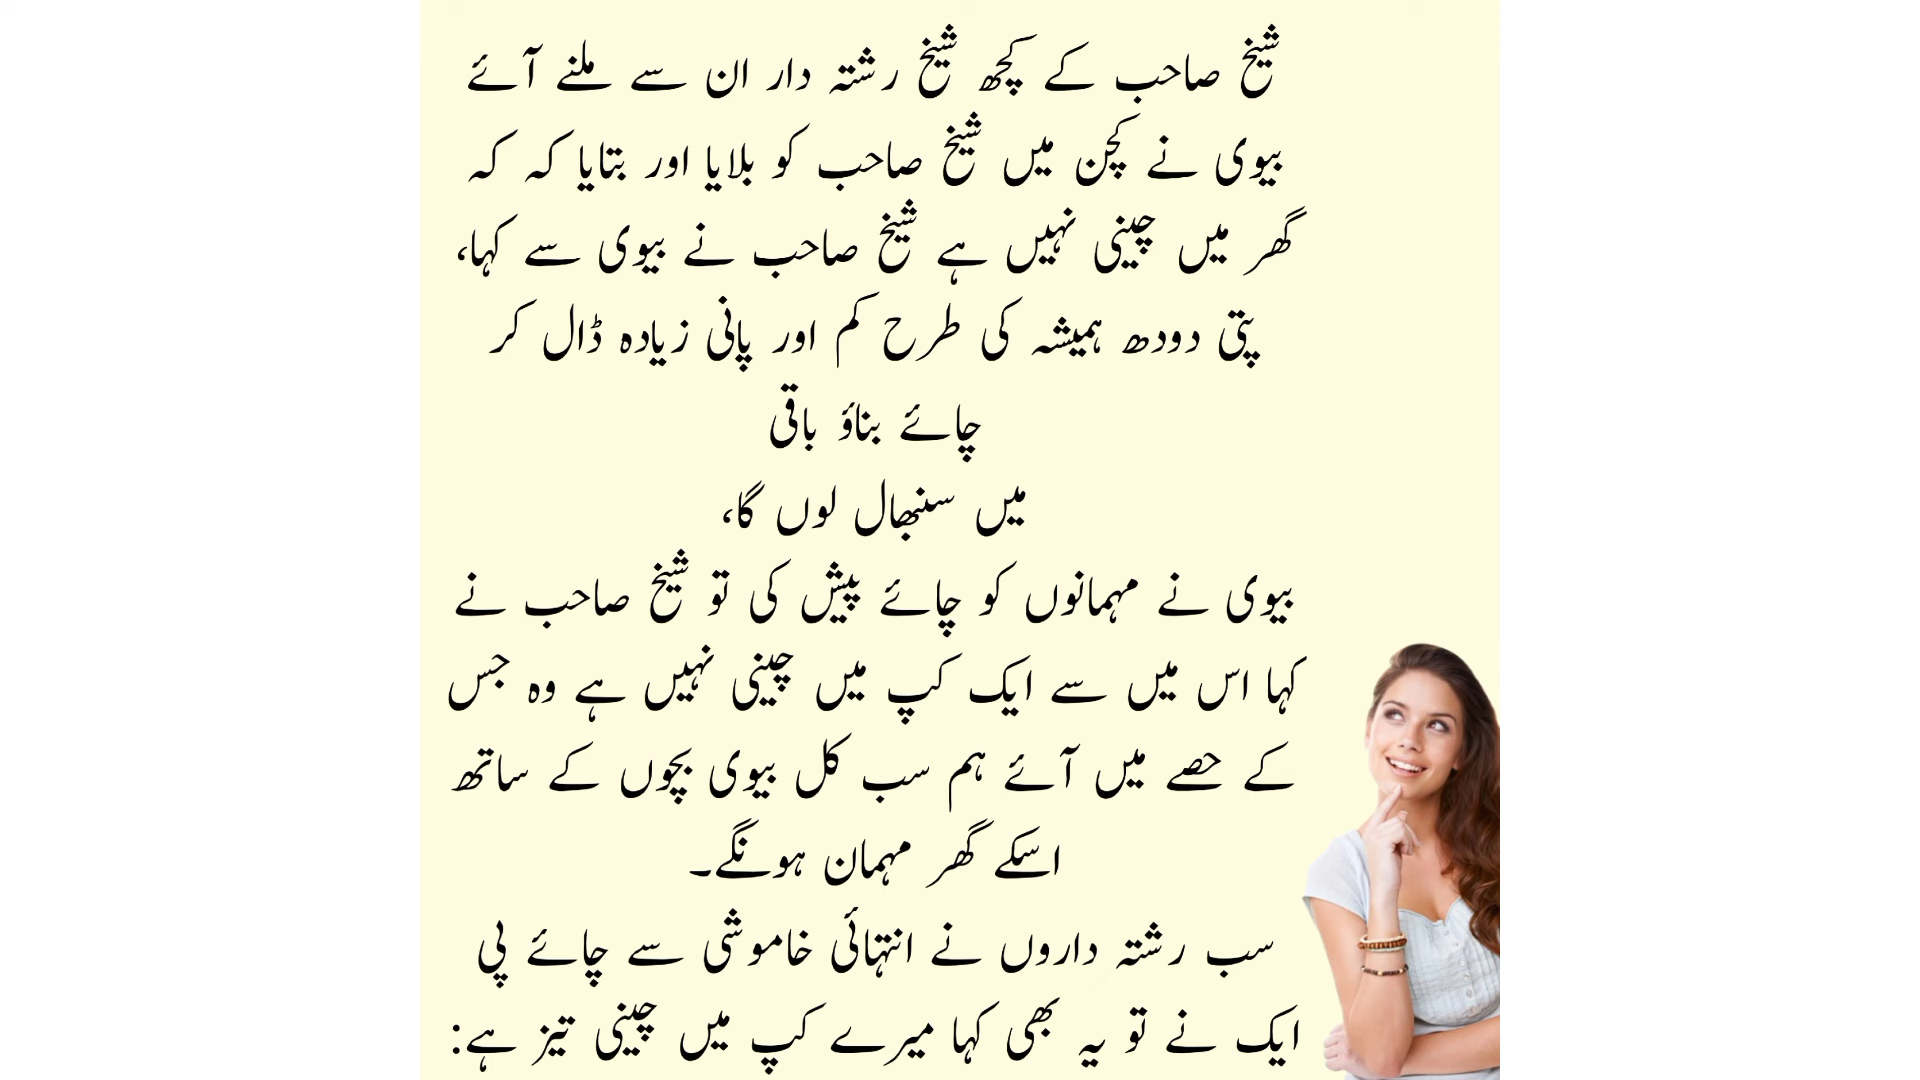 شیخ صاحب کے کچھ شیخ رشتہ دار ان سے ملنے آئے
بیوی نے کچن میں شیخ صاحب کو بلایا اور بتایا کہ کہ
گھر میں چینی نہیں ہے شیخ صاحب نے بیوی سے کہا،
پتی دودھ ہمیشہ کی طرح کم اور پانی زیادہ ڈال کر
چائے بناؤ باقی
میں سنبھال لوں گا،
بیوی نے مہمانوں کو چائے پیش کی تو شیخ صاحب نے
کہا اس میں سے ایک کپ میں چینی نہیں ہے وہ جس
کے حصے میں آئے ہم سب کل بیوی بچوں کے ساتھ
اسکے گھر مہمان ہونگے۔
سب رشتہ داروں نے انتہائی خاموشی سے چائے پی
ایک نے تو یہ بھی کہا میرے کپ میں چینی تیز ہے: